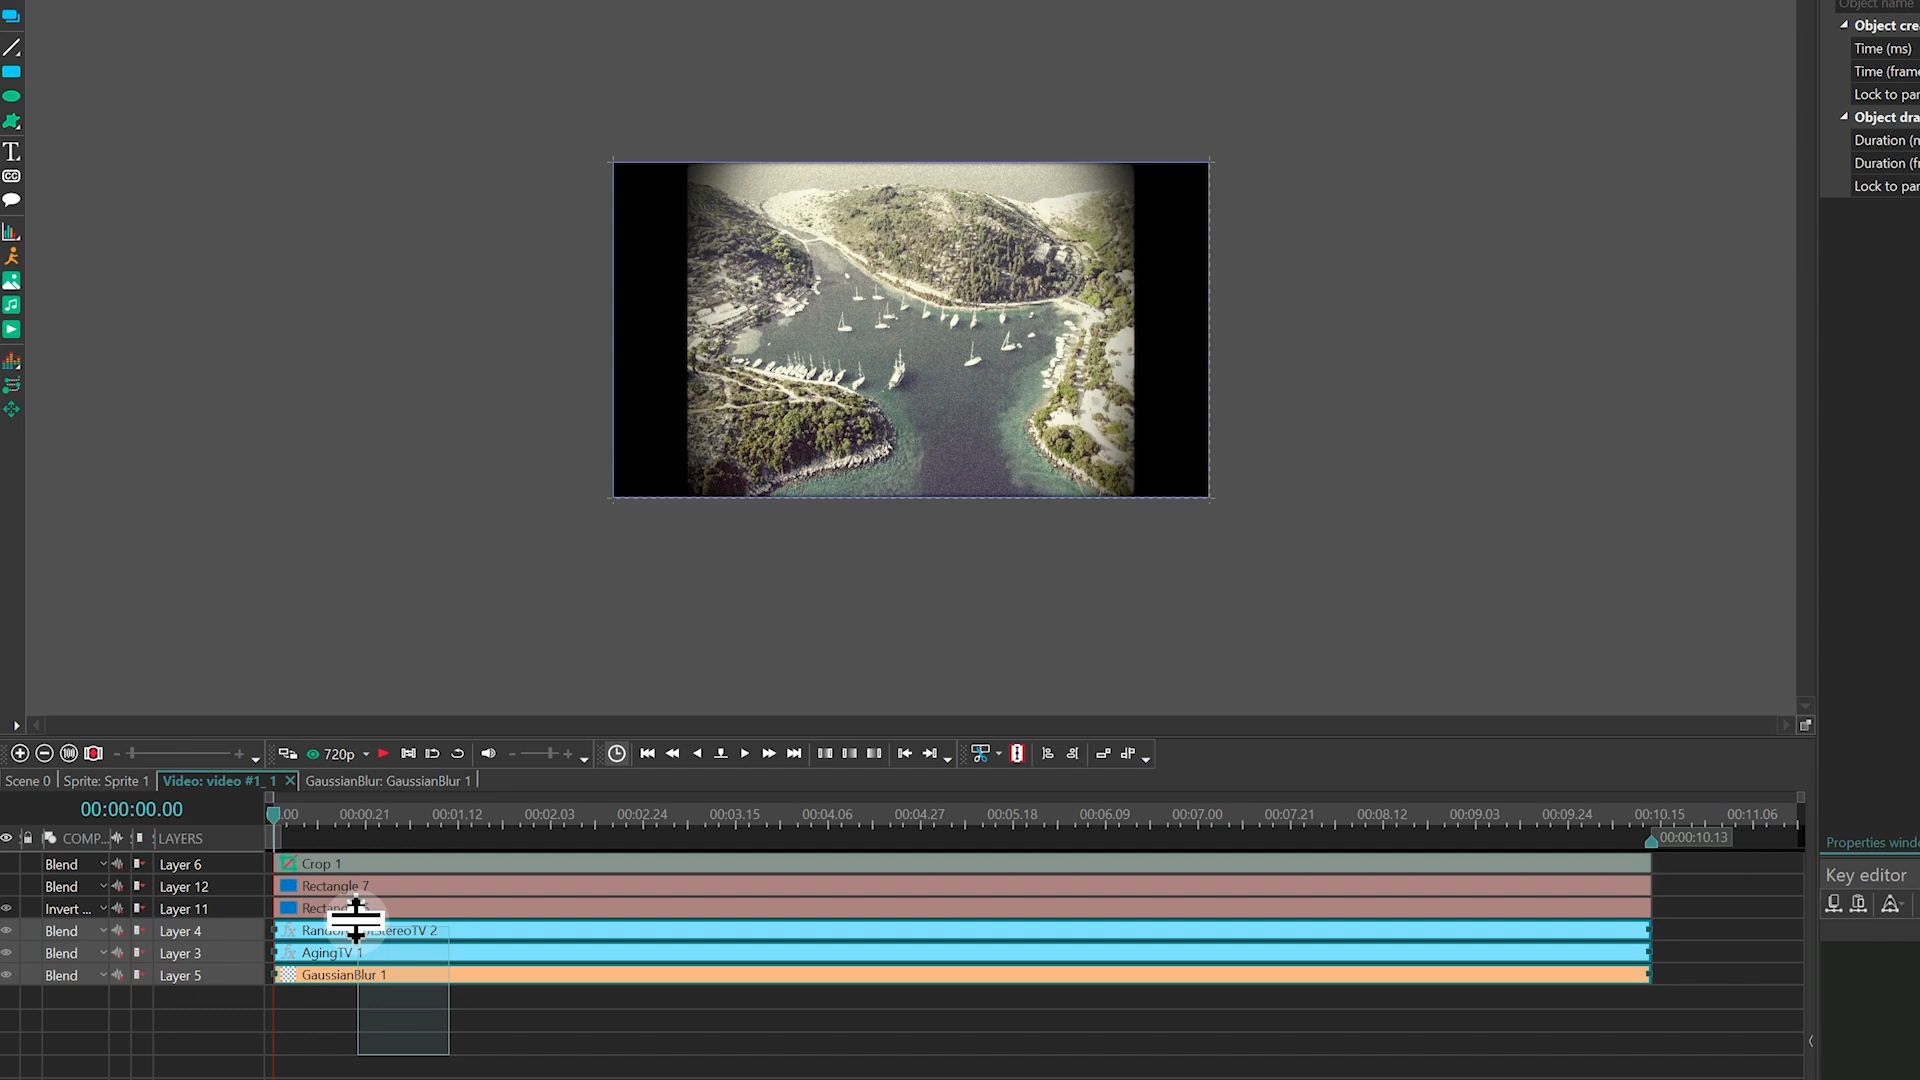 Object name
Object cre
Time (ms)
Time (frame
Lock to par
Object dra
Duration (m
Duration (fr
Lock to par
T
CC
100
720p
Scene 0 Sprite: Sprite 1 Video: video #1_1 GaussianBlur: GaussianBlur 1
00:00:00.00
.00 00:00.21 00:01.12 00:02.03 00:02.24 00:03.15 00:04.06 00:04.27 00:05.18 00:06.09 00:07.00 00:07.21 00:08.12 00:09.03 00:09.24 00:10.15 00:11.06
COMP... LAYERS
00:00:10.13
Properties windo
Blend Layer 6 Crop 1
Key editor
Blend Layer 12 Rectangle 7
Invert ... Layer 11
Blend Layer 4
Blend Layer 3 AgingTV 1
Blend Layer 5 GaussianBlur 1